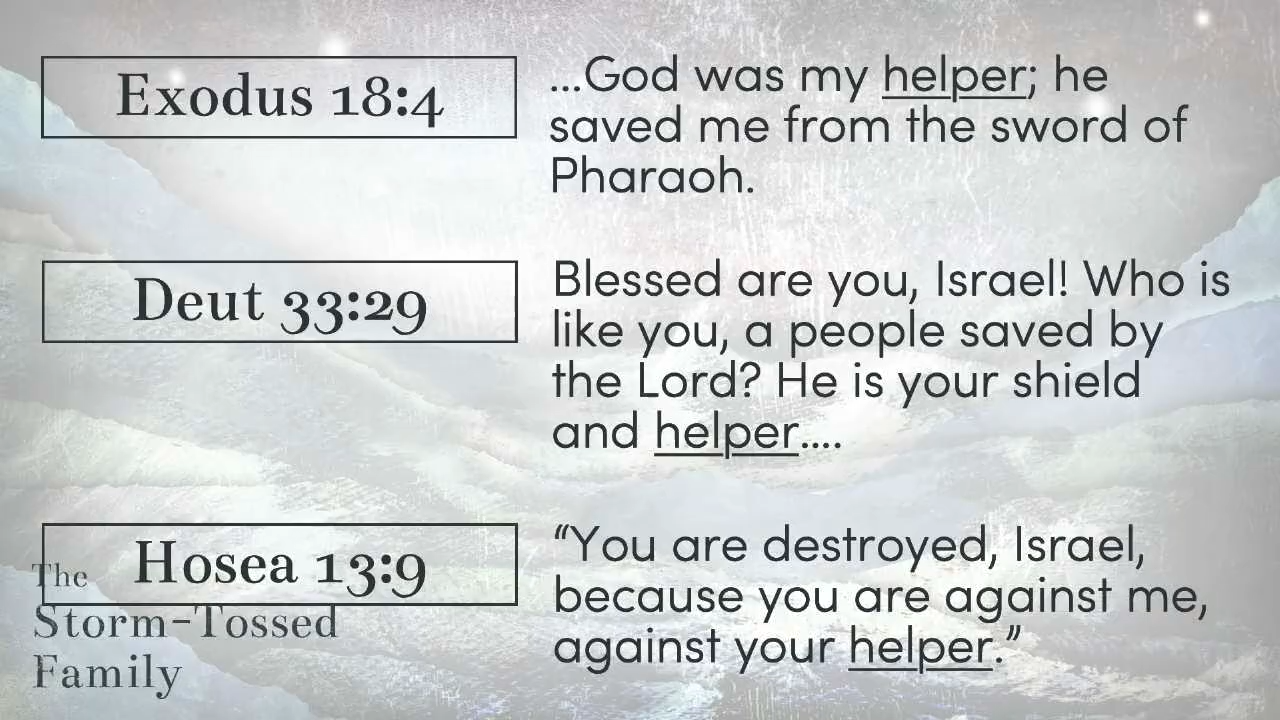 Exodus 18:4
...God was my helper; he
saved me from the sword of
Pharaoh.
Deut 33:29
Blessed are you, Israel! Who is
like you, a people saved by
the Lord? He is your shield
and helper....
Hosea 13:9
“You are destroyed, Israel,
because you are against me,
against your helper.”
The
Storm-Tossed
Family